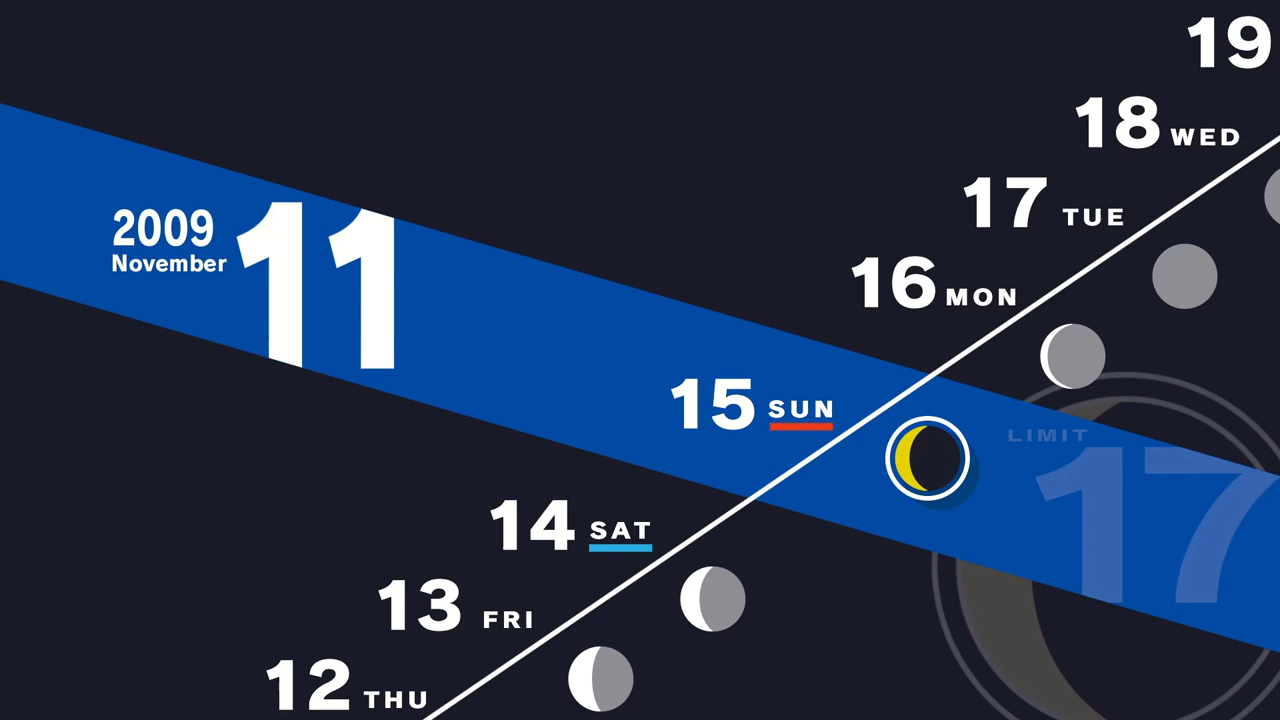 19
18 WED
17 TUE
2009
November
11
16 MON
15 SUN
LIMIT
17
14 SAT
13 FRI
12 THU